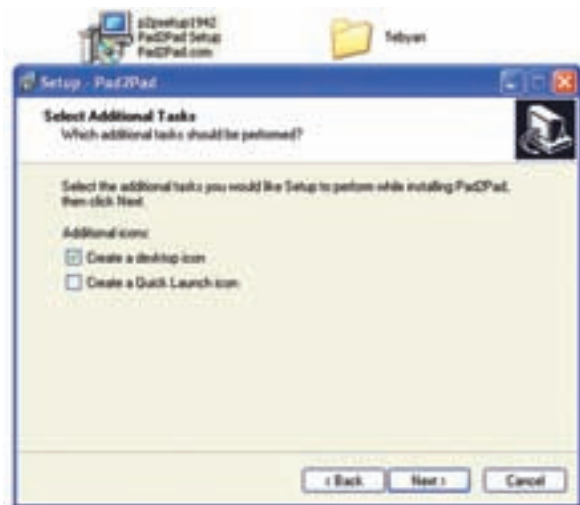 p2psetup1942
Pad2Pad Setup
Pad2Pad.com
Tebyan
Setup - Pad2Pad
Select Additional Tasks
Which additional tasks should be performed?
Select the additional tasks you would like Setup to perform while installing Pad2Pad,
then click Next.
Additional icons:
Create a desktop icon
Create a Quick Launch icon
< Back
Next >
Cancel